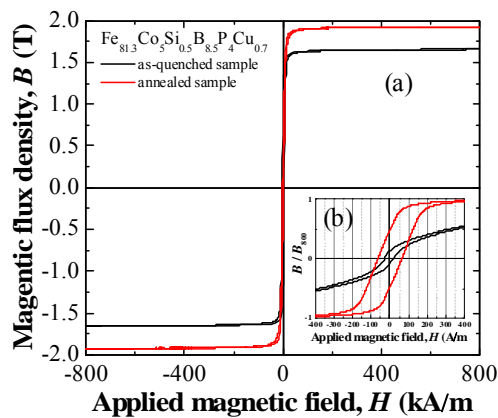 Fe81.3Co5Si0.5B8.5P4Cu0.7
as-quenched sample
annealed sample
(a)
Magentic flux density, B (T)
2.0
1.5
1.0
0.5
0.0
-0.5
-1.0
-1.5
-2.0
-800 -400 0 400 800
Applied magnetic field, H (kA/m
(b)
B / B800
1
0
-1
-400 -300 -200 -100 0 100 200 300 400
Applied magnetic field, H (A/m)